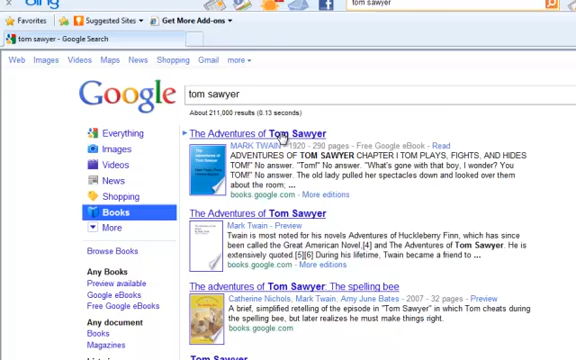 bing
tom sawyer
Favorites Suggested Sites Get More Add-ons
tom sawyer - Google Search
Web Images Videos Maps News Shopping Gmail more
Google
tom sawyer
About 211,000 results (0.13 seconds)
Everything
Images
Videos
News
Shopping
Books
More
Browse Books
Any Books
Preview available
Google eBooks
Free Google eBooks
Any document
Books
Magazines
The Adventures of Tom Sawyer
MARK TWAIN - 1920 - 290 pages - Free Google eBook - Read
ADVENTURES OF TOM SAWYER CHAPTER I TOM PLAYS, FIGHTS, AND HIDES
TOM!" No answer. "Tom!" No answer. "What's gone with that boy, I wonder? You
TOM!" No answer. The old lady pulled her spectacles down and looked over them
about the room; ...
books.google.com - More editions
The Adventures of Tom Sawyer
Mark Twain - Preview
Twain is most noted for his novels Adventures of Huckleberry Finn, which has since
been called the Great American Novel,[4] and The Adventures of Tom Sawyer. He is
extensively quoted.[5][6] During his lifetime, Twain became a friend to ...
books.google.com - More editions
The adventures of Tom Sawyer: The spelling bee
Catherine Nichols, Mark Twain, Amy June Bates - 2007 - 32 pages - Preview
A brief, simplified retelling of the episode in "Tom Sawyer" in which Tom cheats during
the spelling bee, but later realizes he must make things right.
books.google.com
Tom Sawyer